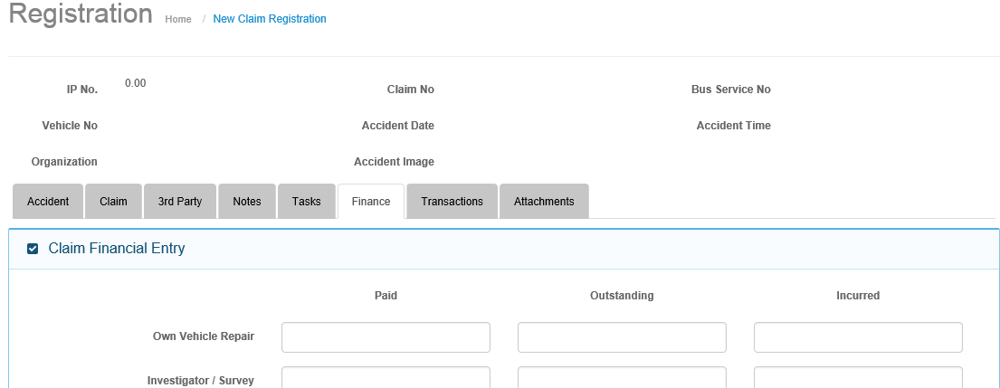 Registration Home / New Claim Registration
IP No. 0.00 Claim No Bus Service No
Vehicle No Accident Date Accident Time
Organization Accident Image
Accident Claim 3rd Party Notes Tasks Finance Transactions Attachments
Claim Financial Entry
Paid Outstanding Incurred
Own Vehicle Repair
Investigator / Survey